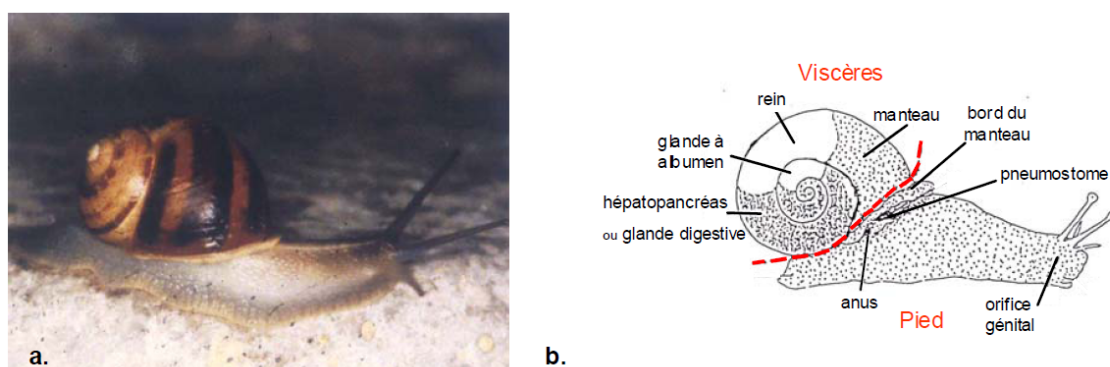 Viscères
rein
manteau
bord du
manteau
glande à
albumen
pneumostome
hépatopancréas
ou glande digestive
anus
orifice
génital
Pied
a.
b.